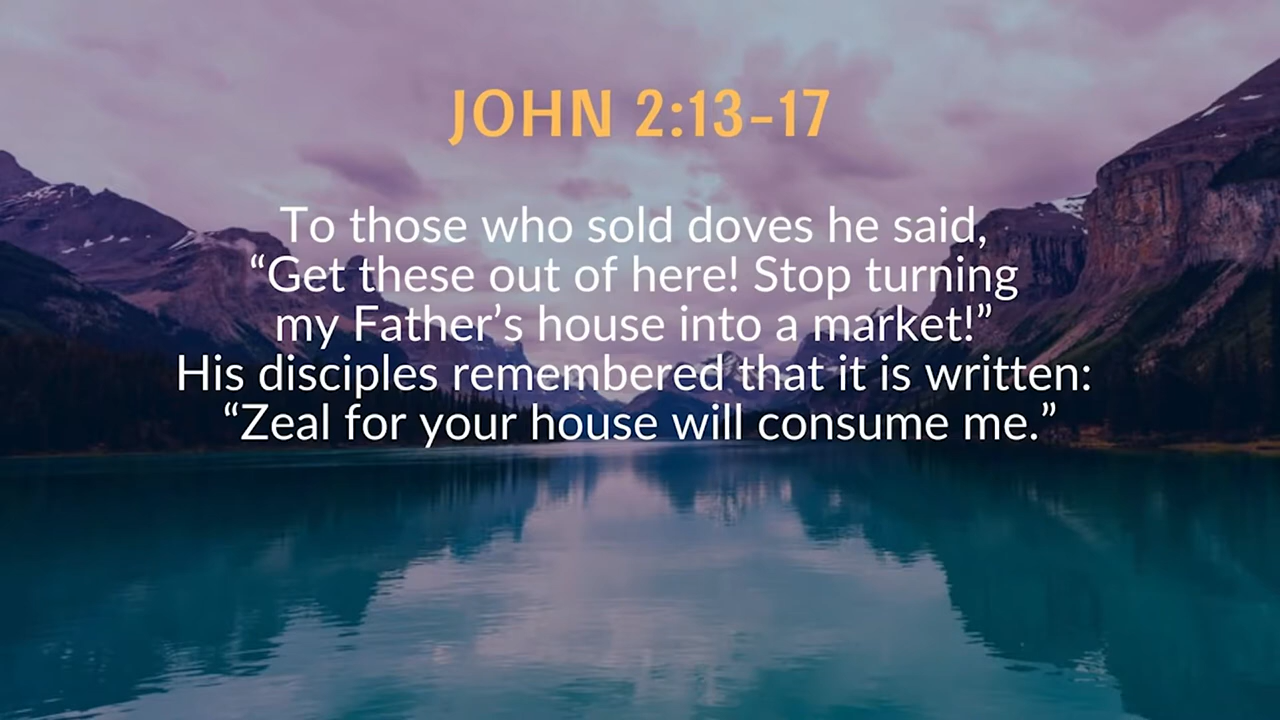 JOHN 2:13-17
To those who sold doves he said,
“Get these out of here! Stop turning
my Father’s house into a market!”
His disciples remembered that it is written:
“Zeal for your house will consume me.”